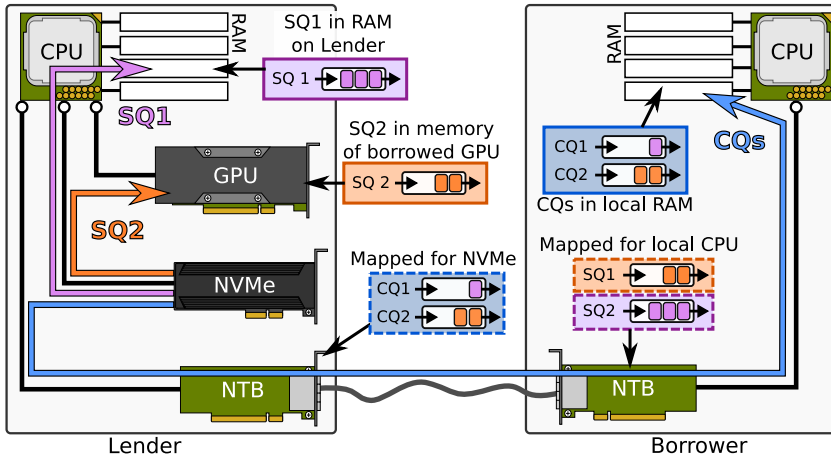 CPU
RAM
SQ1 in RAM
on Lender
SQ 1
SQ1
SQ2 in memory
of borrowed GPU
SQ 2
GPU
SQ2
NVMe
Mapped for NVMe
CQ1
CQ2
NTB
Lender
RAM
CPU
CQs
CQ1
CQ2
CQs in local RAM
Mapped for local CPU
SQ1
SQ2
NTB
Borrower